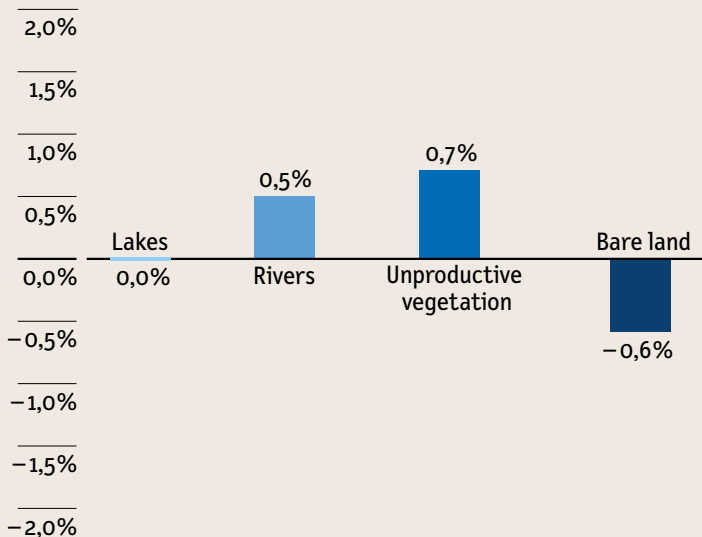 2,0%
1,5%
1,0%
0,5%
0,0%
−0,5%
−1,0%
−1,5%
−2,0%
Lakes
0,0%
0,5%
Rivers
0,7%
Unproductive
vegetation
Bare land
−0,6%